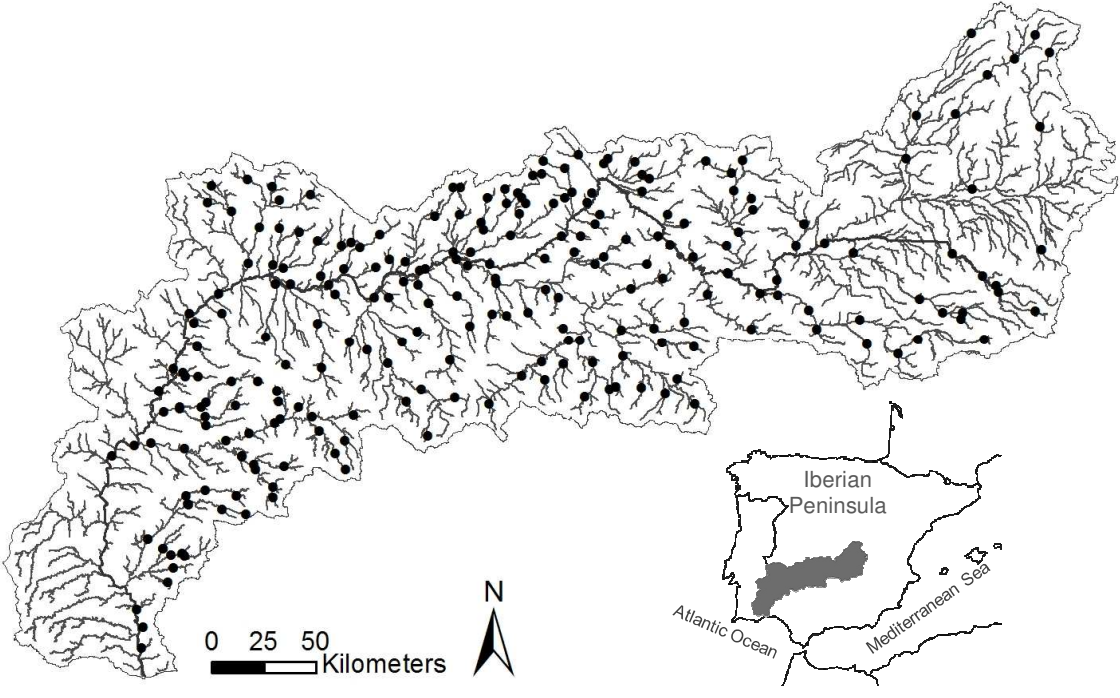 Iberian
Peninsula
Atlantic Ocean
Mediterranean Sea
N
0 25 50
Kilometers